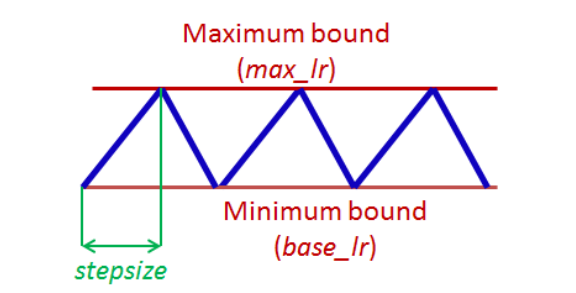 Maximum bound
(max_lr)
Minimum bound
(base_lr)
stepsize